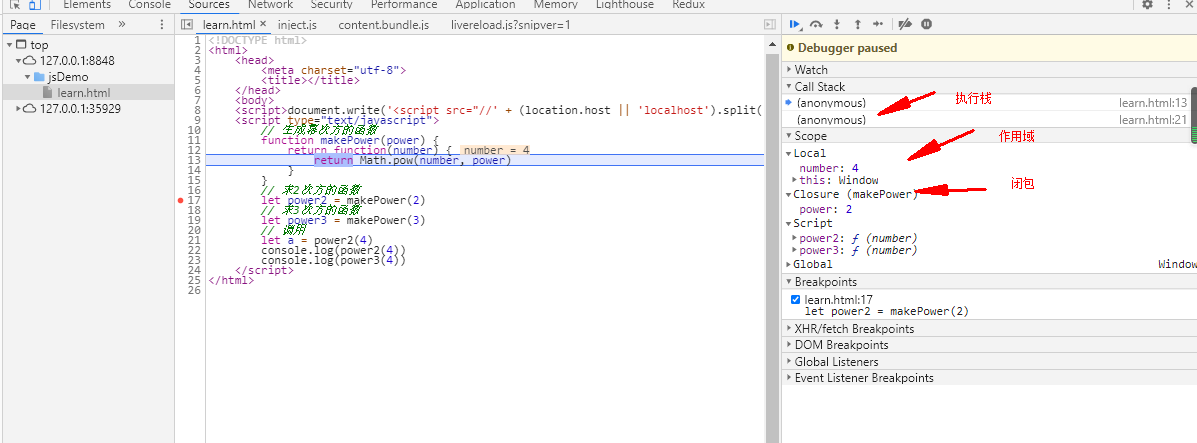 Elements Console Sources Network Security Performance Application Memory Lighthouse Redux
Page Filesystem »
learn.html × inject.js content.bundle.js livereload.js?snipver=1
top
127.0.0.1:8848
jsDemo
learn.html
127.0.0.1:35929
1 <!DOCTYPE html>
2 <html>
3 <head>
4 <meta charset="utf-8">
5 <title></title>
6 </head>
7 <body>
8 <script>document.write('<script src="//' + (location.host || 'localhost').split(
9 <script type="text/javascript">
10 // 生成幂次方的函数
11 function makePower(power) {
12 return function(number) { number = 4
13 return Math.pow(number, power)
14 }
15 }
16 // 求2次方的函数
17 let power2 = makePower(2)
18 // 求3次方的函数
19 let power3 = makePower(3)
20 // 调用
21 let a = power2(4)
22 console.log(power2(4))
23 console.log(power3(4))
24 </script>
25 </html>
26
Debugger paused
Watch
Call Stack
(anonymous) learn.html:13
执行栈
(anonymous) learn.html:21
Scope
作用域
Local
number: 4
this: Window
闭包
Closure (makePower)
power: 2
Script
power2: ƒ (number)
power3: ƒ (number)
Global Window
Breakpoints
learn.html:17
let power2 = makePower(2)
XHR/fetch Breakpoints
DOM Breakpoints
Global Listeners
Event Listener Breakpoints